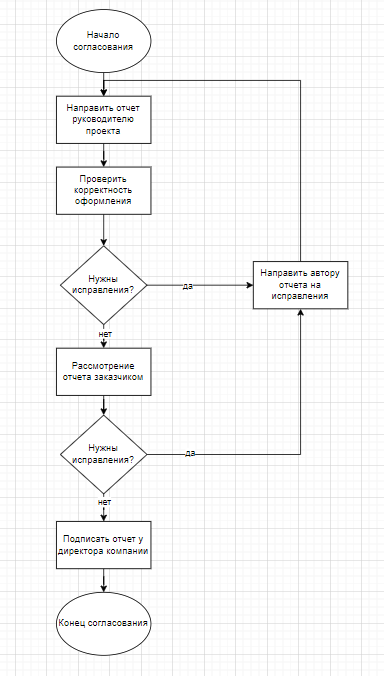 Начало
согласования
Направить отчет
руководителю
проекта
Проверить
корректность
оформления
Нужны
исправления?
да
Направить автору
отчета на
исправления
нет
Рассмотрение
отчета заказчиком
Нужны
исправления?
да
нет
Подписать отчет у
директора компании
Конец согласования